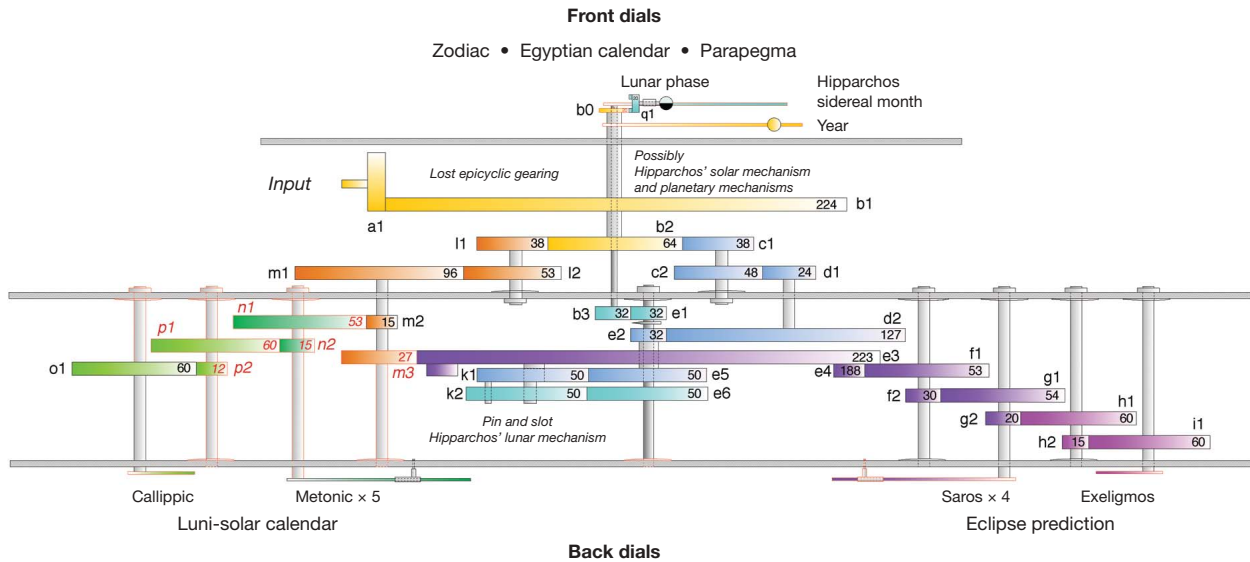 Front dials
Zodiac • Egyptian calendar • Parapegma
Lunar phase
Hipparchos
sidereal month
b0
q1
Year
Input
Lost epicyclic gearing
Possibly
Hipparchos' solar mechanism
and planetary mechanisms
224 b1
a1
b2
l1 38 64 38 c1
m1 96 53 l2 c2 48 24 d1
n1 53 15 m2
b3 32 32 e1
d2
p1 60 15 n2
e2 32 127
o1 60 12 p2
27 223 e3
m3
f1
k1 50 50 e5
e4 188 53
k2 50 50 e6
g1
f2 30 54
h1
g2 20 60
Pin and slot
Hipparchos' lunar mechanism
i1
h2 15 60
Callippic
Metonic × 5
Saros × 4
Exeligmos
Luni-solar calendar
Eclipse prediction
Back dials